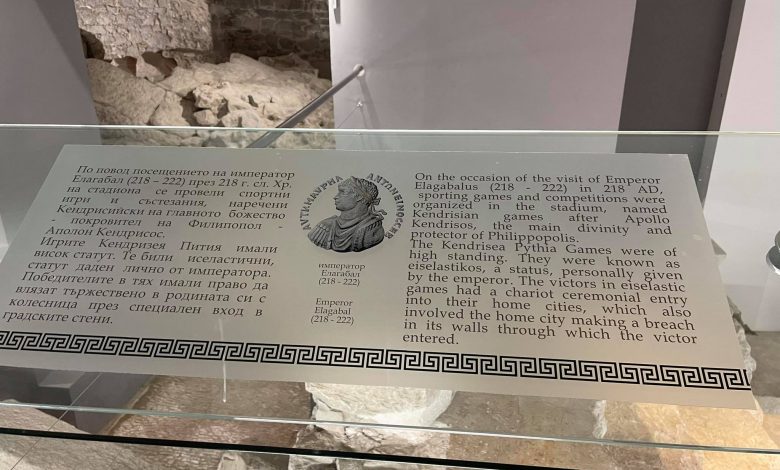 По повод посещението на император
Елагабал (218 – 222) през 218 г. сл. Хр.
на стадиона се провели спортни
игри и състезания, наречени
Кендрисийски на главното божество
- покровител на Филипопол -
Аполон Кендрисос.
Игрите Кендризея Пития имали
висок статут. Те били иселастични,
статут даден лично от императора.
Победителите в тях имали право да
влязат тържествено в родината си с
колесница през специален вход в
градските стени.
император
Елагабал
(218 - 222)
Emperor
Elagabal
(218 - 222)
On the occasion of the visit of Emperor
Elagabalus (218 - 222) in 218 AD,
sporting games and competitions were
organized in the stadium, named
Kendrisian games after Apollo
Kendrisos, the main divinity and
protector of Philippopolis.
The Kendrisea Pythia Games were of
high standing. They were known as
eiselastikos, a status, personally given
by the emperor. The victors in eiselastic
games had a chariot ceremonial entry
into their home cities, which also
involved the home city making a breach
in its walls through which the victor
entered.